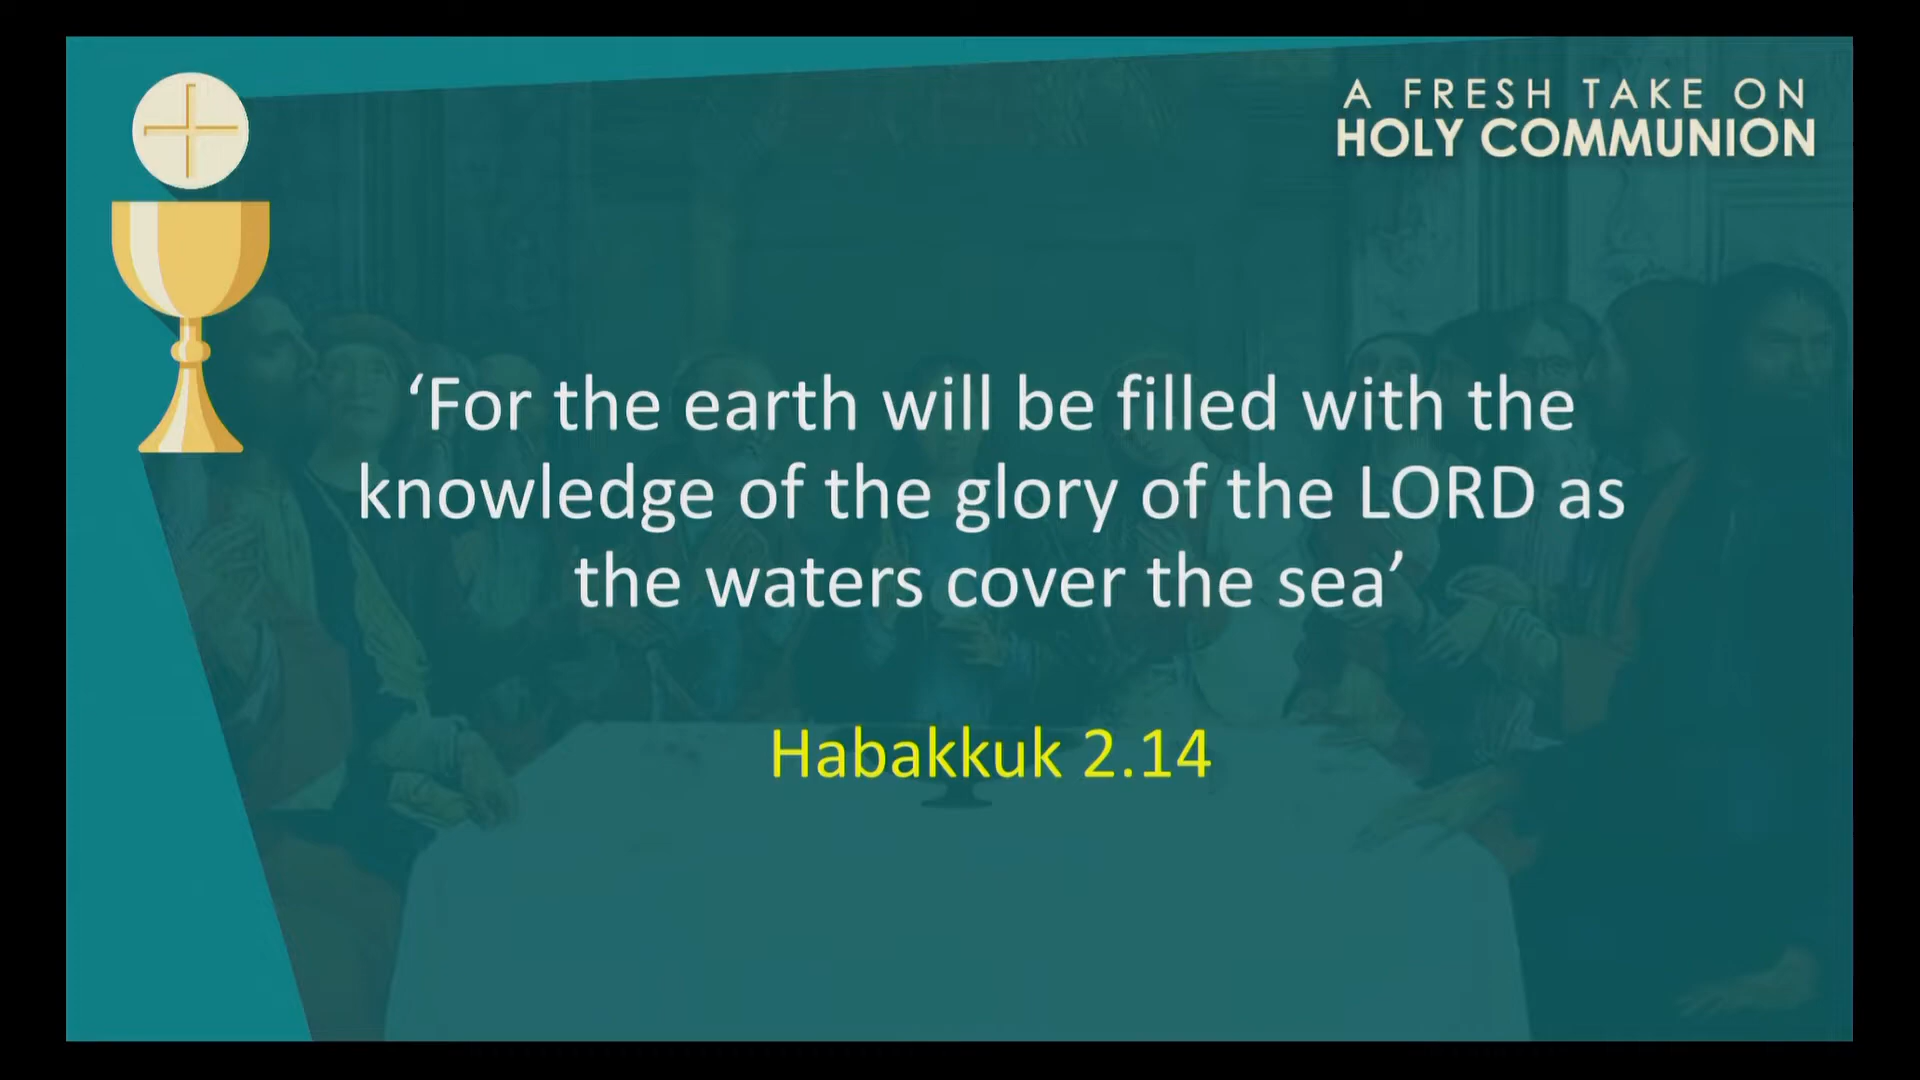 A FRESH TAKE ON
HOLY COMMUNION
‘For the earth will be filled with the
knowledge of the glory of the LORD as
the waters cover the sea’
Habakkuk 2.14